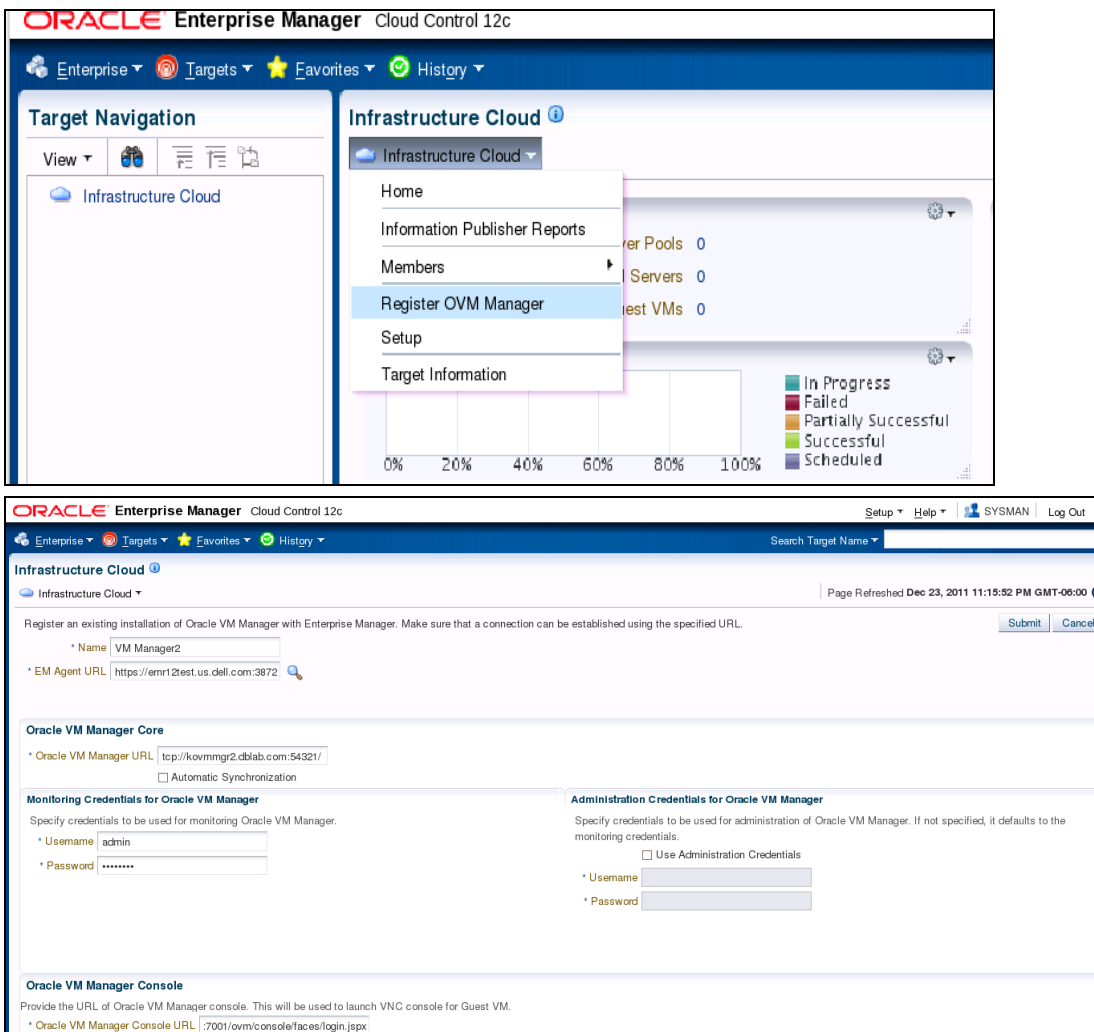 ORACLE Enterprise Manager Cloud Control 12c
Enterprise Targets Favorites History
Target Navigation
View
Infrastructure Cloud
Infrastructure Cloud
Infrastructure Cloud
Home
Information Publisher Reports
Members
Register OVM Manager
Setup
Target Information
ver Pools 0
l Servers 0
uest VMs 0
In Progress
Failed
Partially Successful
Successful
Scheduled
0% 20% 40% 60% 80% 100%
ORACLE Enterprise Manager Cloud Control 12c
Setup Help SYSMAN Log Out
Enterprise Targets Favorites History
Search Target Name
Infrastructure Cloud
Infrastructure Cloud
Page Refreshed Dec 23, 2011 11:15:52 PM GMT-06:00
Register an existing installation of Oracle VM Manager with Enterprise Manager. Make sure that a connection can be established using the specified URL.
Submit Cancel
* Name VM Manager2
* EM Agent URL https://emr12test.us.dell.com:3872
Oracle VM Manager Core
* Oracle VM Manager URL tcp://kovmmgr2.dblab.com:54321/
Automatic Synchronization
Monitoring Credentials for Oracle VM Manager
Specify credentials to be used for monitoring Oracle VM Manager.
* Username admin
* Password ••••••••
Administration Credentials for Oracle VM Manager
Specify credentials to be used for administration of Oracle VM Manager. If not specified, it defaults to the
monitoring credentials.
Use Administration Credentials
* Username
* Password
Oracle VM Manager Console
Provide the URL of Oracle VM Manager console. This will be used to launch VNC console for Guest VM.
* Oracle VM Manager Console URL :7001/ovm/console/faces/login.jspx